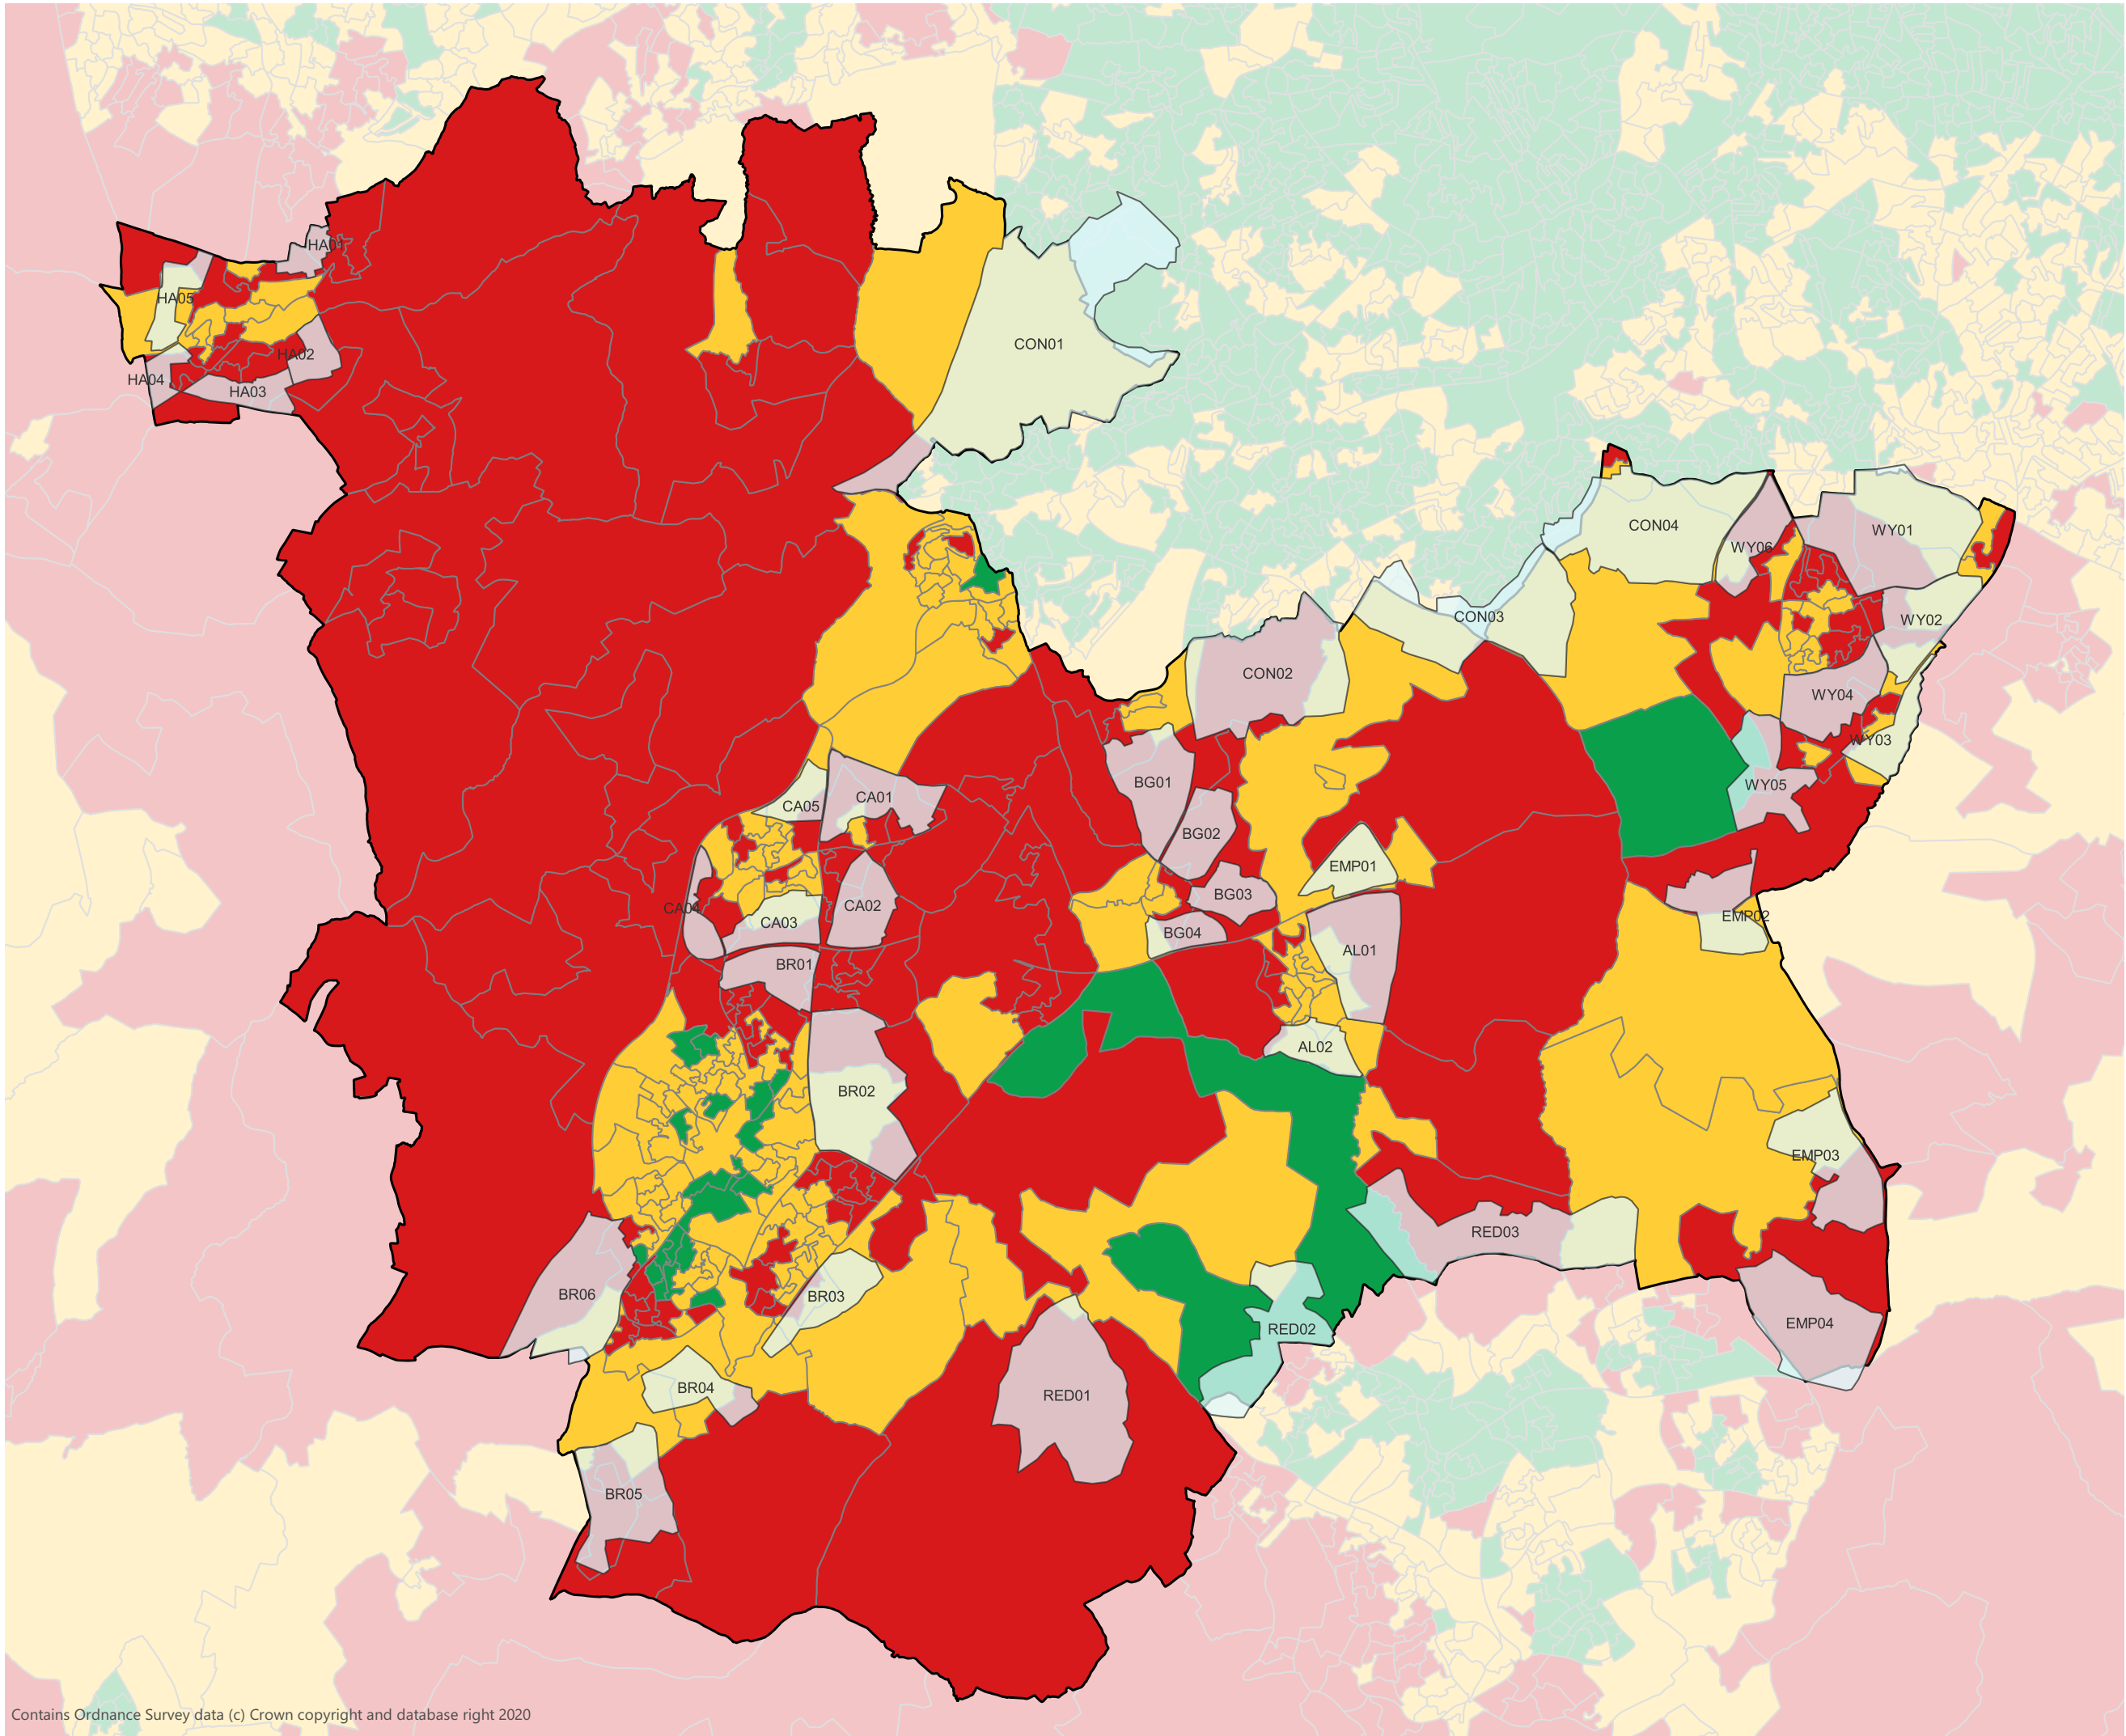 HA01
HA05
CON01
HA02
HA04
HA03
CON04
WY01
WY06
CON03
WY02
CON02
WY04
WY03
BG01
WY05
CA01
CA05
BG02
EMP01
BG03
CA02
CA04
EMP02
CA03
BG04
AL01
BR01
AL02
BR02
EMP03
RED03
BR06
BR03
EMP04
RED02
BR04
RED01
BR05
Contains Ordnance Survey data (c) Crown copyright and database right 2020